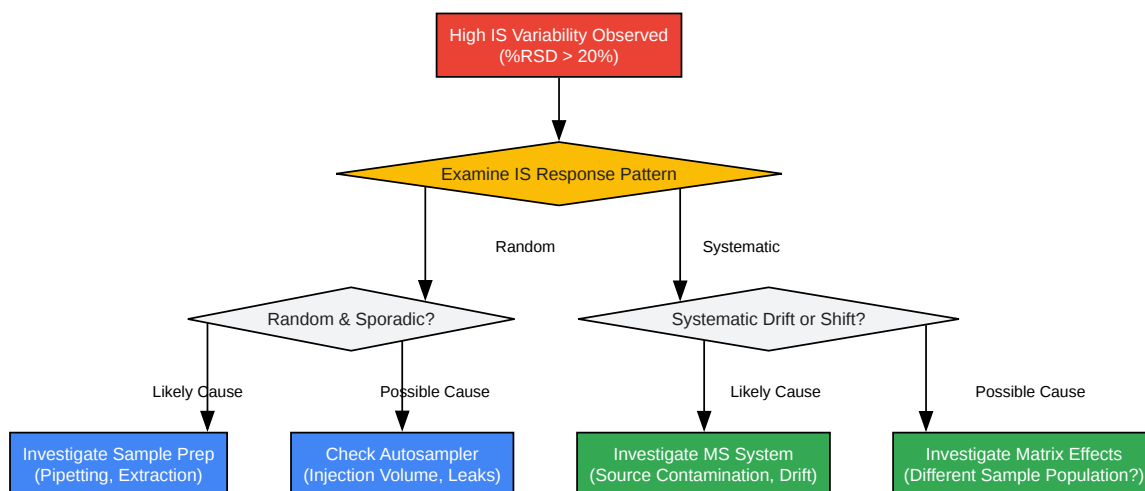 High IS Variability Observed
(%RSD > 20%)
Examine IS Response Pattern
Random
Systematic
Random & Sporadic?
Systematic Drift or Shift?
Likely Cause
Possible Cause
Likely Cause
Possible Cause
Investigate Sample Prep
(Pipetting, Extraction)
Check Autosampler
(Injection Volume, Leaks)
Investigate MS System
(Source Contamination, Drift)
Investigate Matrix Effects
(Different Sample Population?)